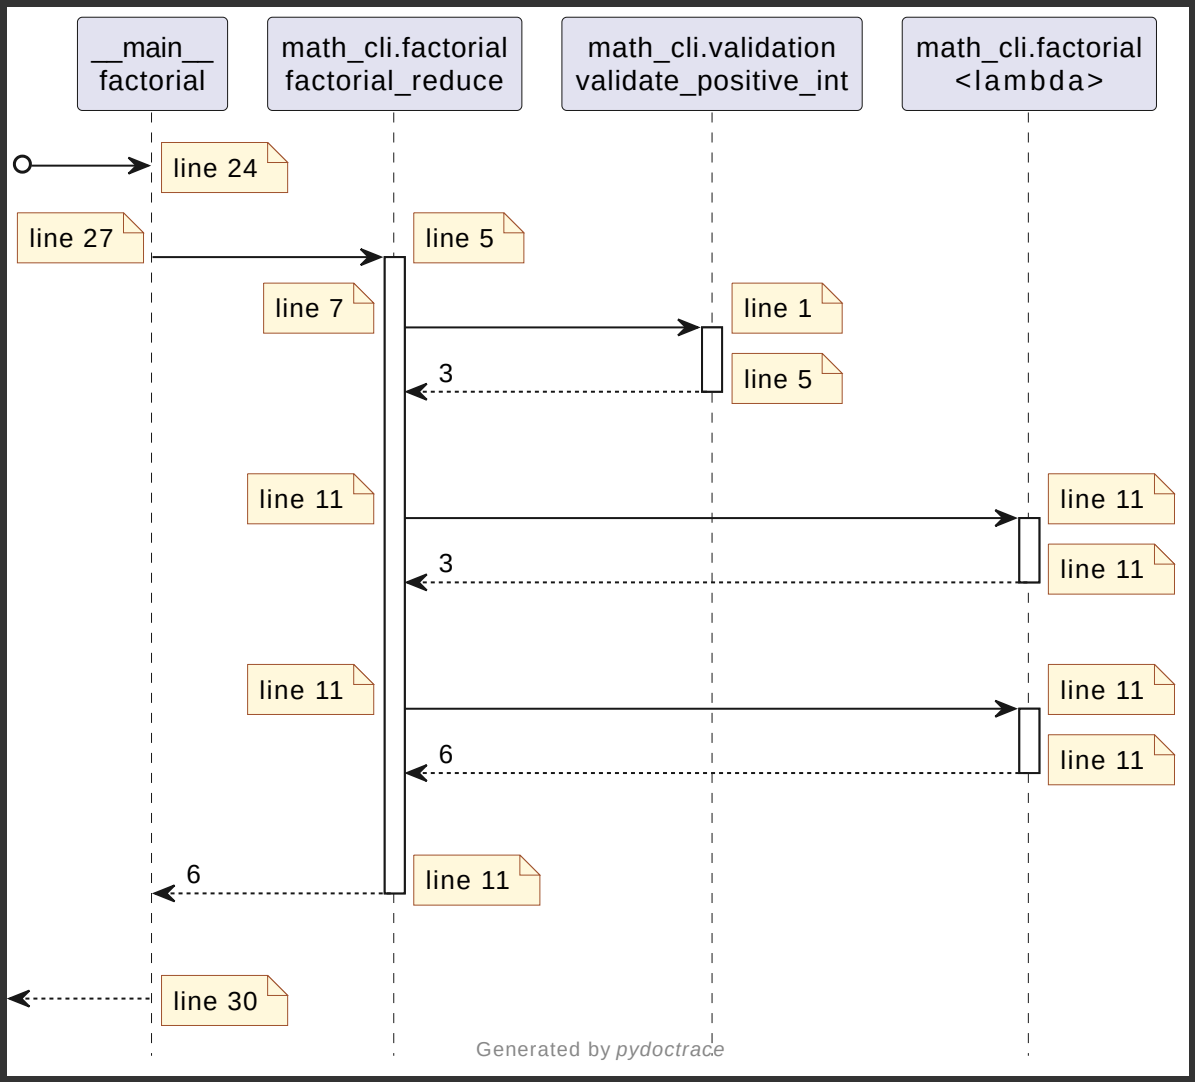 __main__
factorial
math_cli.factorial
factorial_reduce
math_cli.validation
validate_positive_int
math_cli.factorial
<lambda>
line 24
line 27
line 5
line 7
line 1
3
line 5
line 11
line 11
3
line 11
line 11
line 11
6
line 11
6
line 11
line 30
Generated by pydoctrace